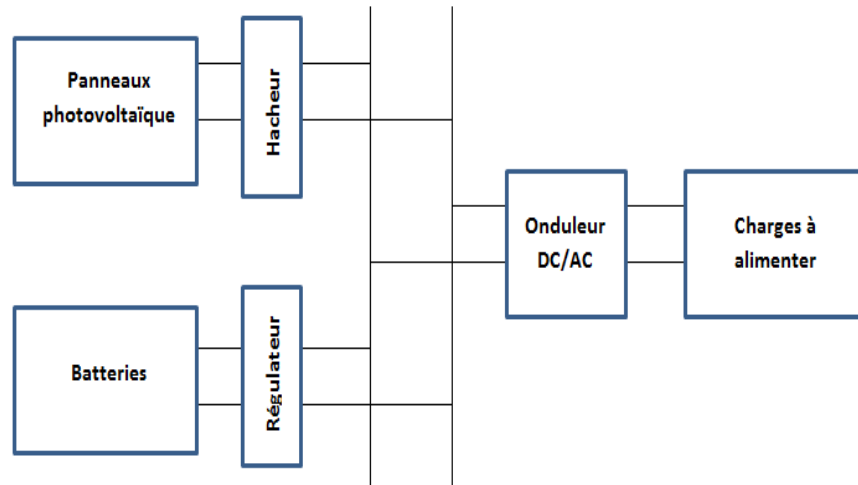 Panneaux
photovoltaïque
Hacheur
Onduleur
DC/AC
Charges à
alimenter
Batteries
Régulateur